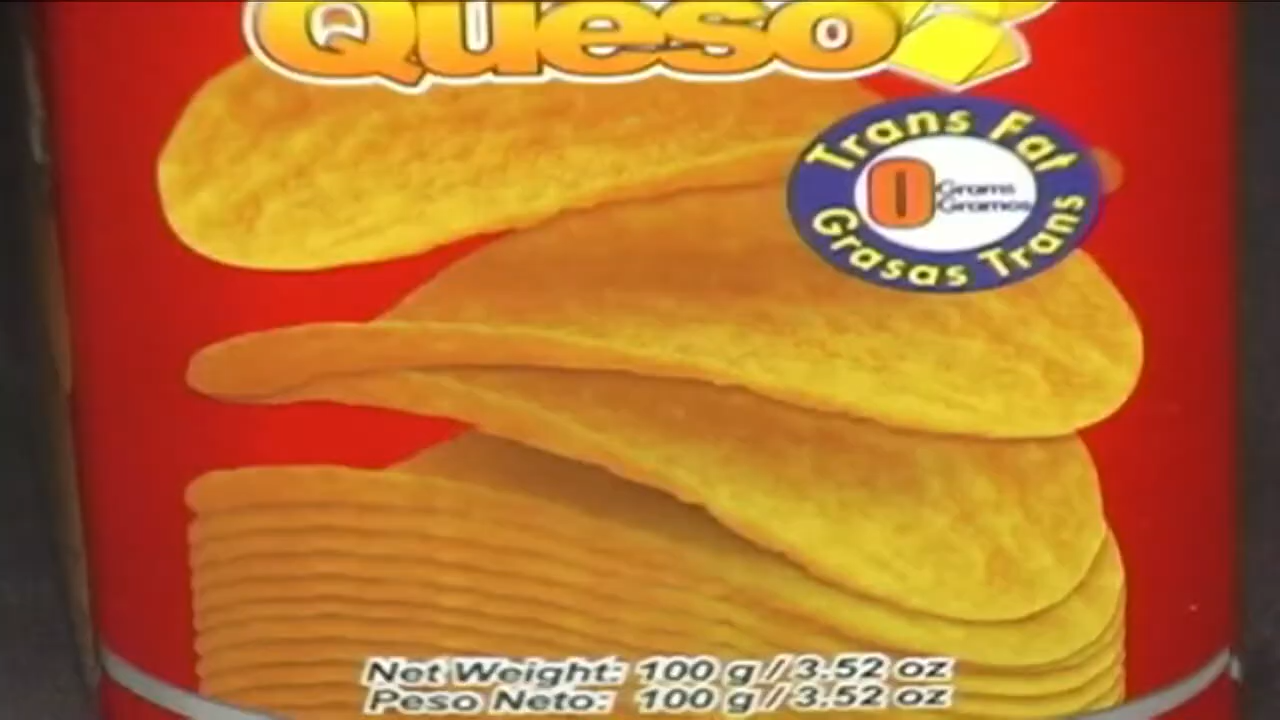 Queso
Trans Fat
0 Grams
Gramos
Grasas Trans
Net Weight: 100 g / 3.52 oz
Peso Neto: 100 g / 3.52 oz